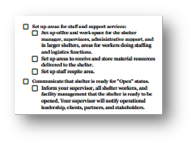 Set up areas for staff and support services:
Set up office and work space for the shelter
manager, supervisors, administrative support, and
in larger shelters, areas for workers doing staffing
and logistics functions.
Set up areas to receive and store material resources
delivered to the shelter.
Set up staff respite area.
Communicate that shelter is ready for "Open" status.
Inform your supervisor, all shelter workers, and
facility management that the shelter is ready to be
opened. Your supervisor will notify operational
leadership, clients, partners, and stakeholders.